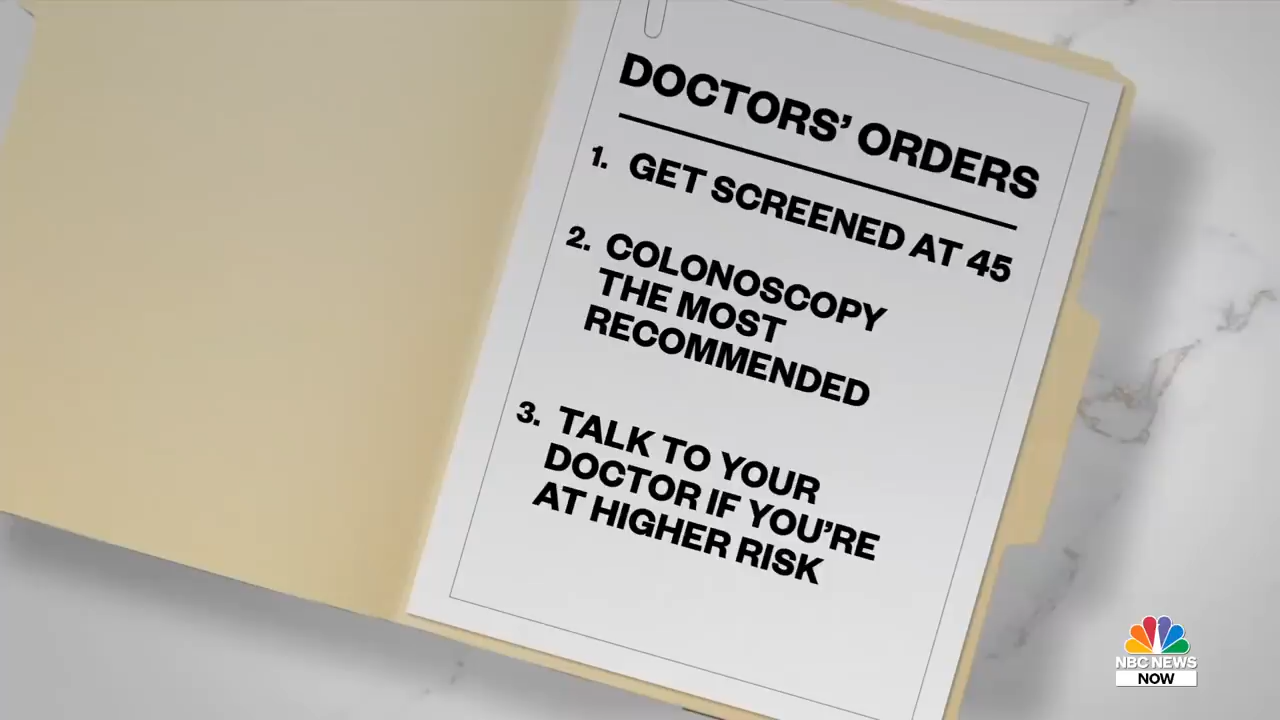 DOCTORS’ ORDERS
1. GET SCREENED AT 45
2. COLONOSCOPY
THE MOST
RECOMMENDED
3. TALK TO YOUR
DOCTOR IF YOU’RE
AT HIGHER RISK
NBC NEWS
NOW